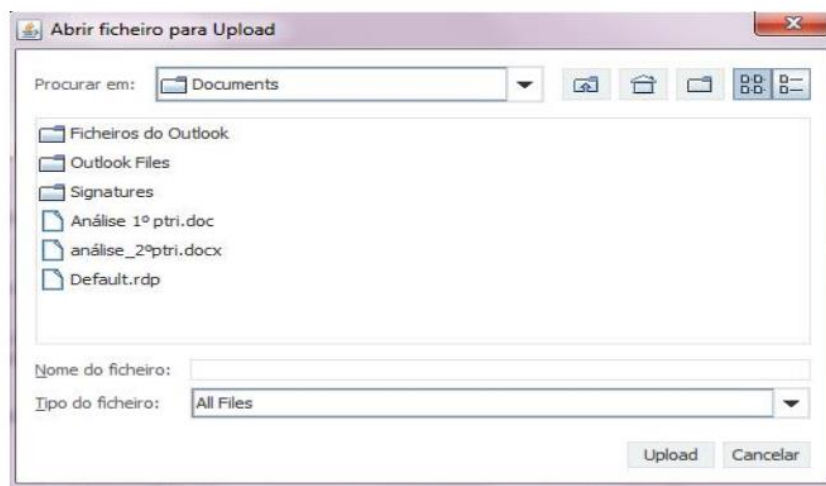 Abrir ficheiro para Upload
Procurar em: Documents
Ficheiros do Outlook
Outlook Files
Signatures
Análise 1º ptri.doc
análise_2ºptri.docx
Default.rdp
Nome do ficheiro:
Tipo do ficheiro: All Files
Upload Cancelar